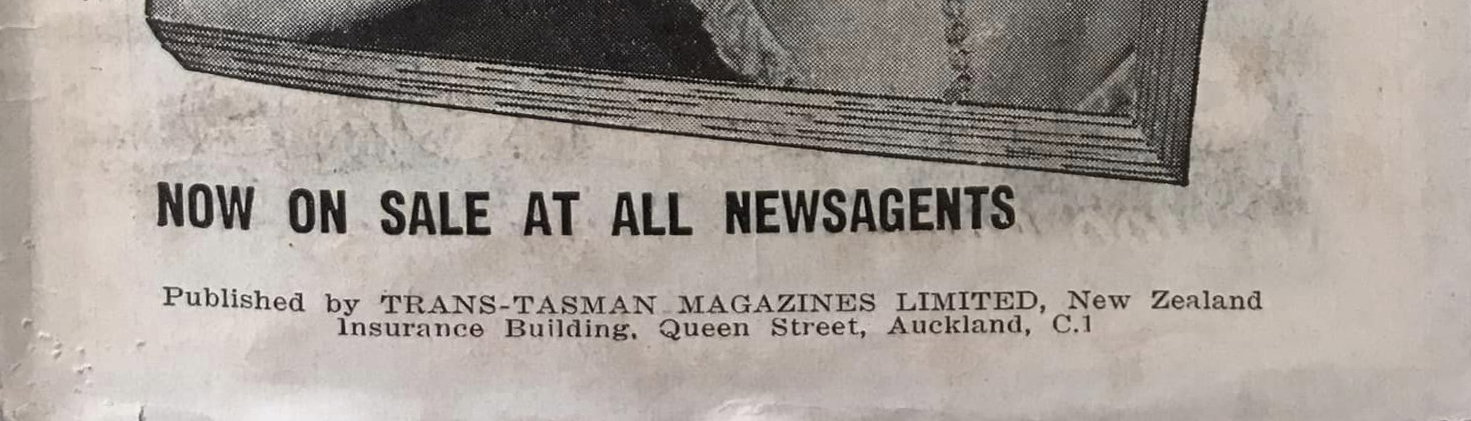 NOW ON SALE AT ALL NEWSAGENTS
Published by TRANS-TASMAN MAGAZINES LIMITED, New Zealand
Insurance Building, Queen Street, Auckland, C.1